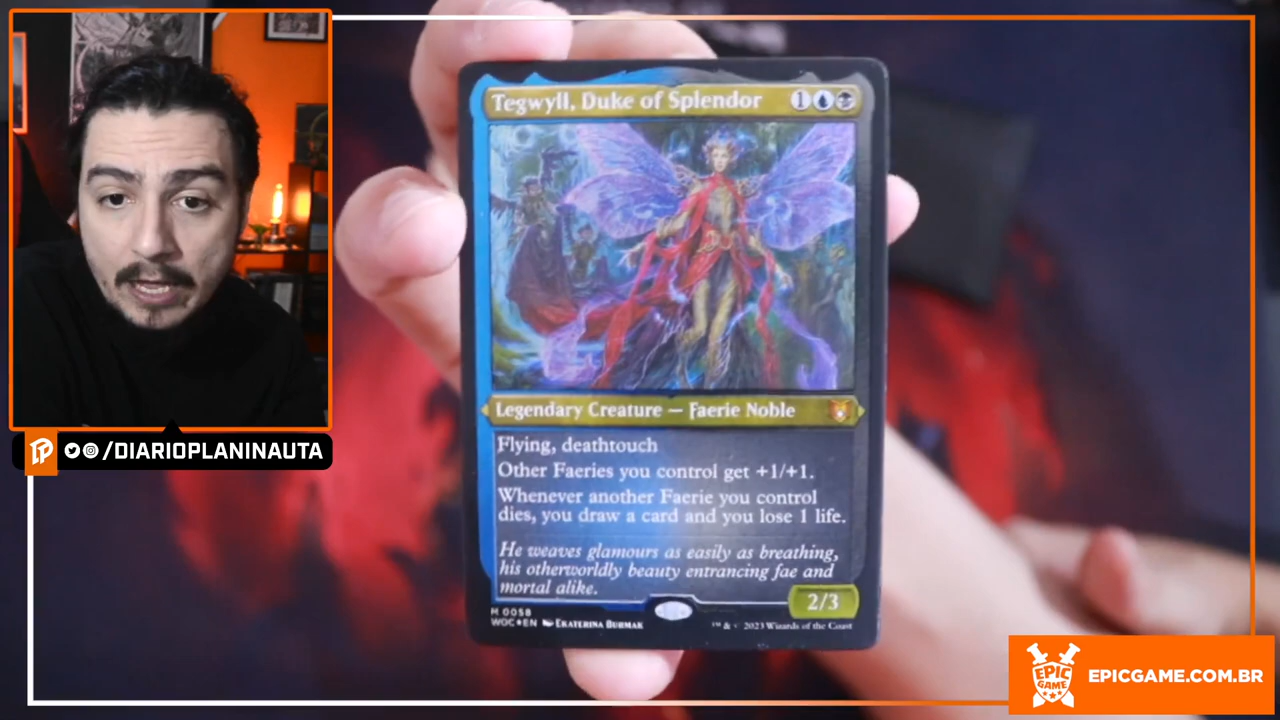 Tegwyll, Duke of Splendor 1
Legendary Creature — Faerie Noble
Flying, deathtouch
Other Faeries you control get +1/+1.
Whenever another Faerie you control
dies, you draw a card and you lose 1 life.
He weaves glamours as easily as breathing,
his otherworldly beauty entrancing fae and
mortal alike.
2/3
M 0058
WOC★EN Ekaterina Burmak
™ & © 2023 Wizards of the Coast
/DIARIOPLANINAUTA
EPIC
GAME
EPICGAME.COM.BR